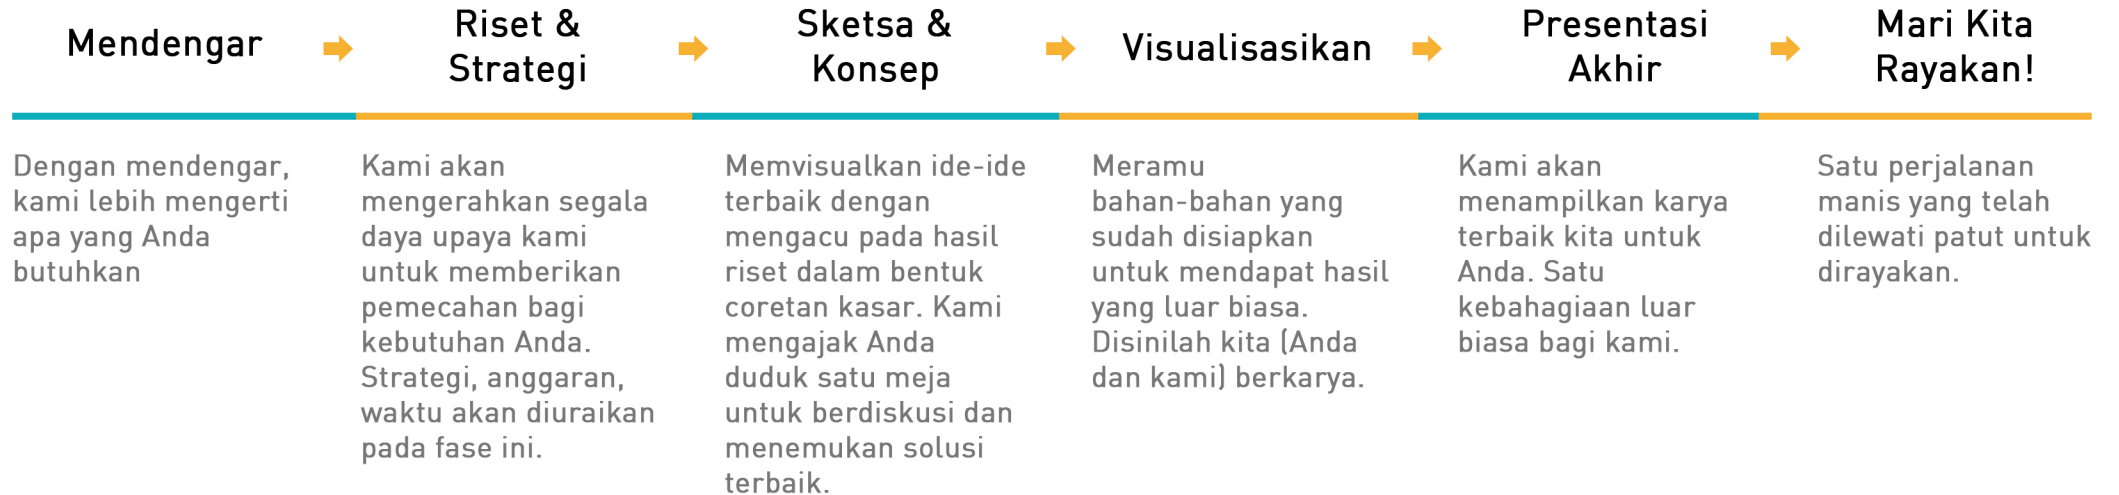 Mendengar
Dengan mendengar,
kami lebih mengerti
apa yang Anda
butuhkan
Riset &
Strategi
Kami akan
mengerahkan segala
daya upaya kami
untuk memberikan
pemecahan bagi
kebutuhan Anda.
Strategi, anggaran,
waktu akan diuraikan
pada fase ini.
Sketsa &
Konsep
Memvisualkan ide-ide
terbaik dengan
mengacu pada hasil
riset dalam bentuk
coretan kasar. Kami
mengajak Anda
duduk satu meja
untuk berdiskusi dan
menemukan solusi
terbaik.
Visualisasikan
Meramu
bahan-bahan yang
sudah disiapkan
untuk mendapat hasil
yang luar biasa.
Disinilah kita (Anda
dan kami) berkarya.
Presentasi
Akhir
Kami akan
menampilkan karya
terbaik kita untuk
Anda. Satu
kebahagiaan luar
biasa bagi kami.
Mari Kita
Rayakan!
Satu perjalanan
manis yang telah
dilewati patut untuk
dirayakan.